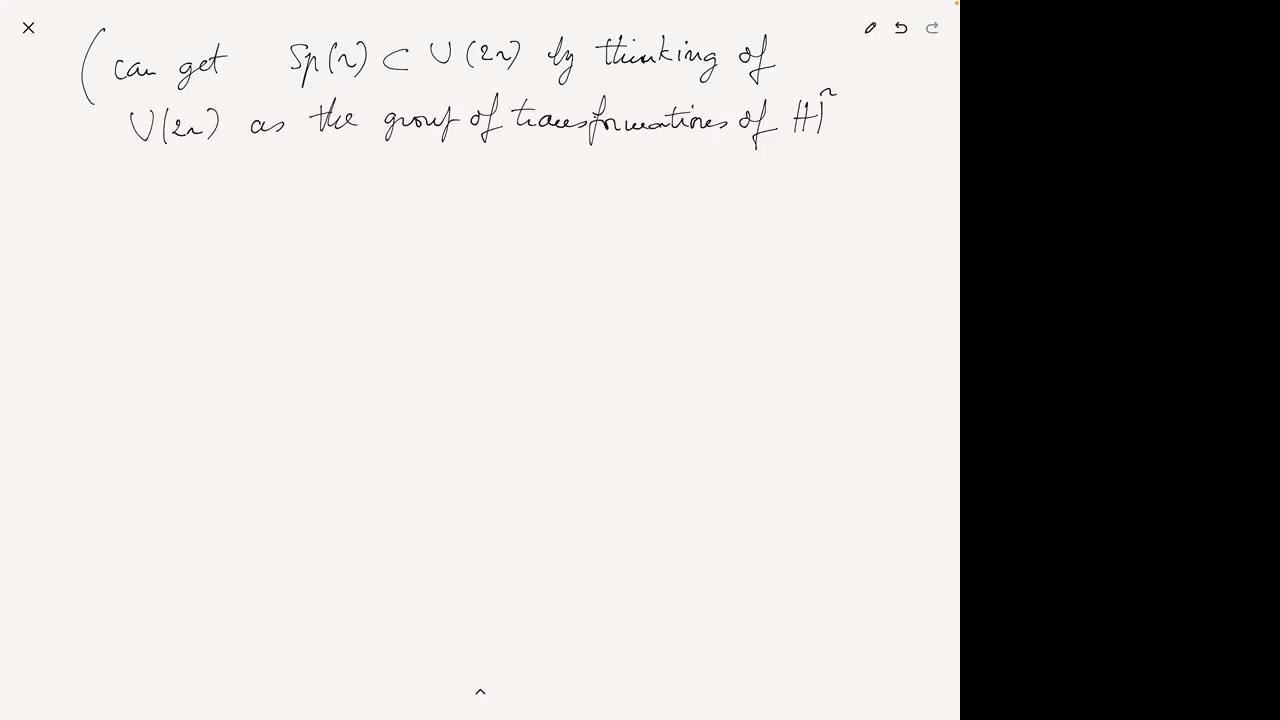 (can get Sp(n) ⊂ U(2n) by thinking of
U(2n) as the group of transformations of ℍⁿ